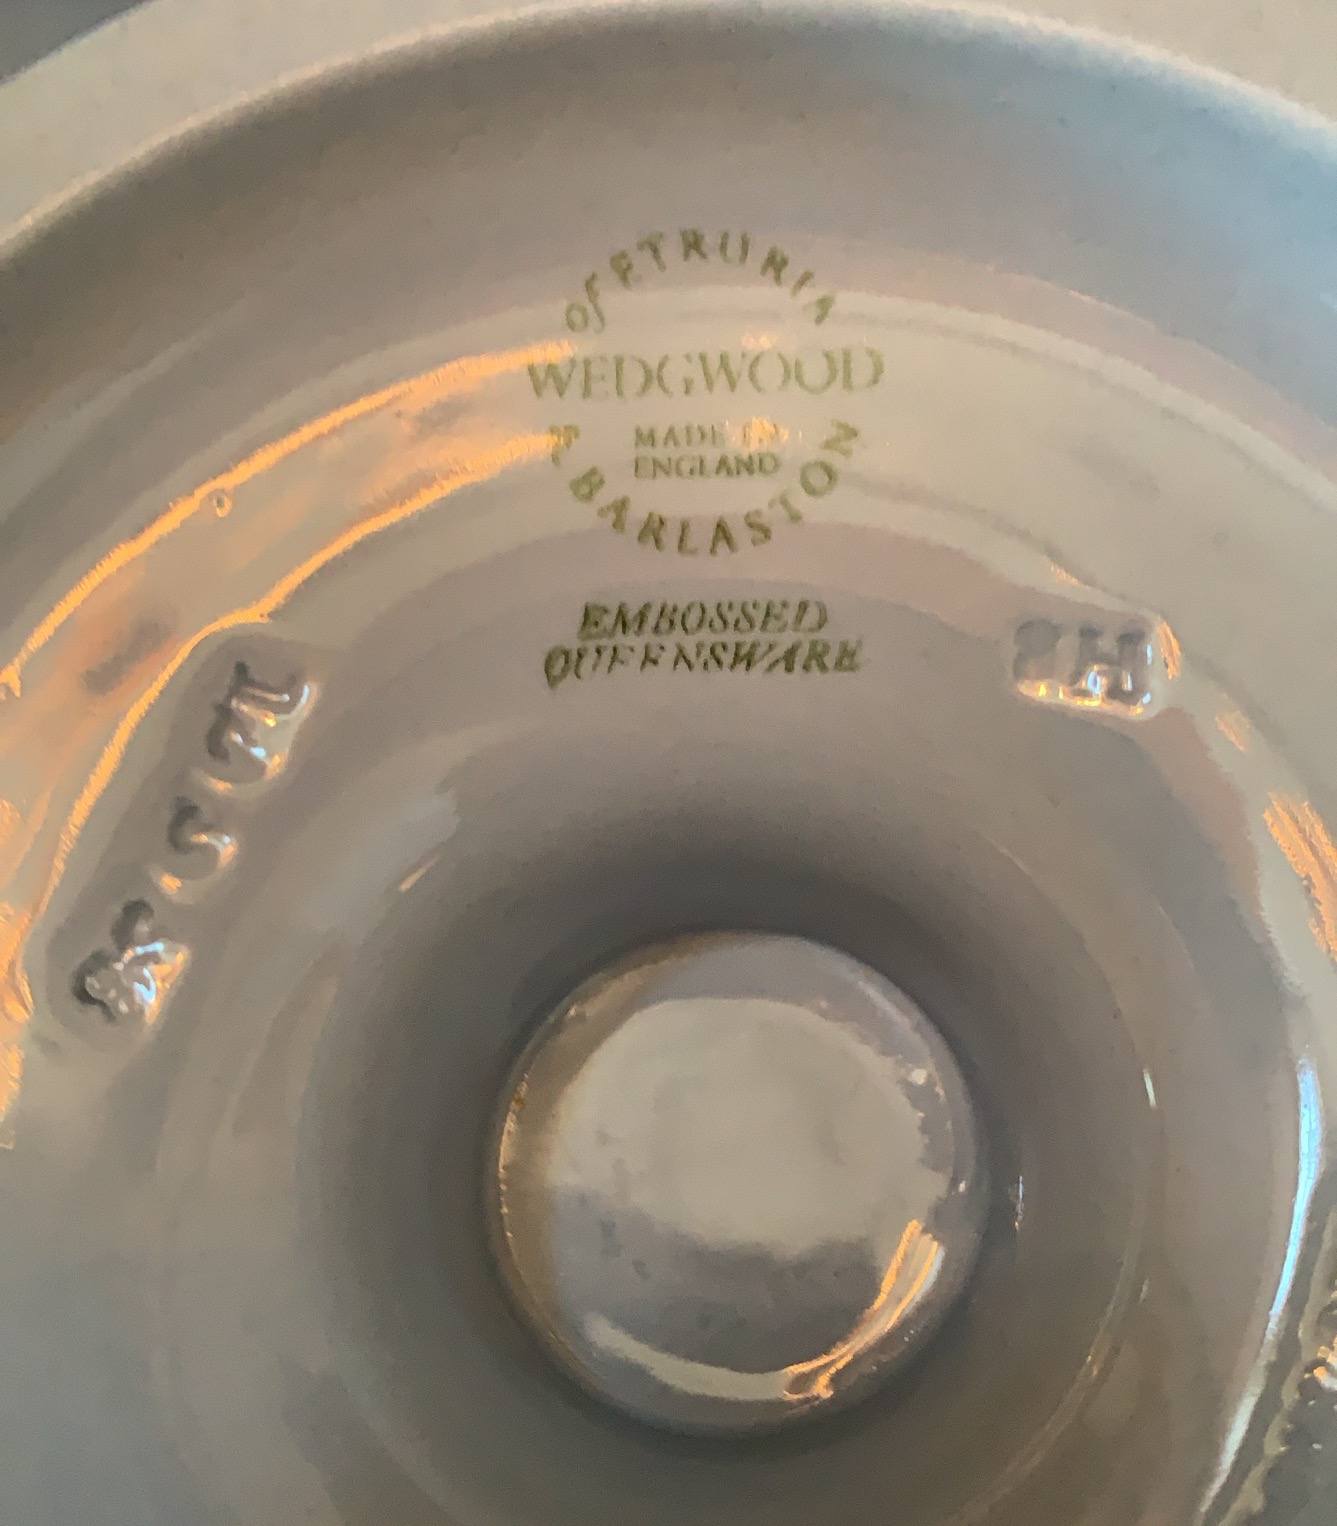 of ETRURIA
WEDGWOOD
MADE IN
ENGLAND
& BARLASTON
EMBOSSED
QUEENSWARE